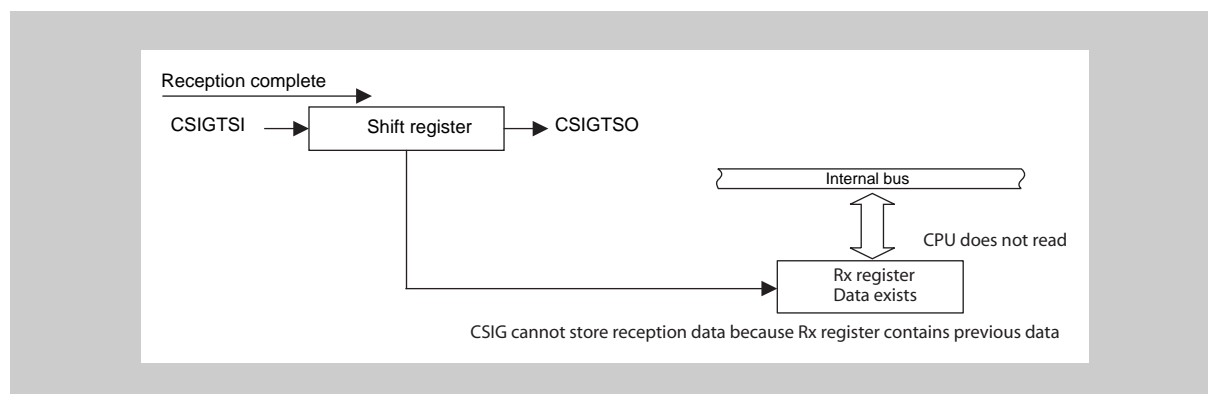 Reception complete
CSIGTSI
Shift register
CSIGTSO
Internal bus
CPU does not read
Rx register
Data exists
CSIG cannot store reception data because Rx register contains previous data